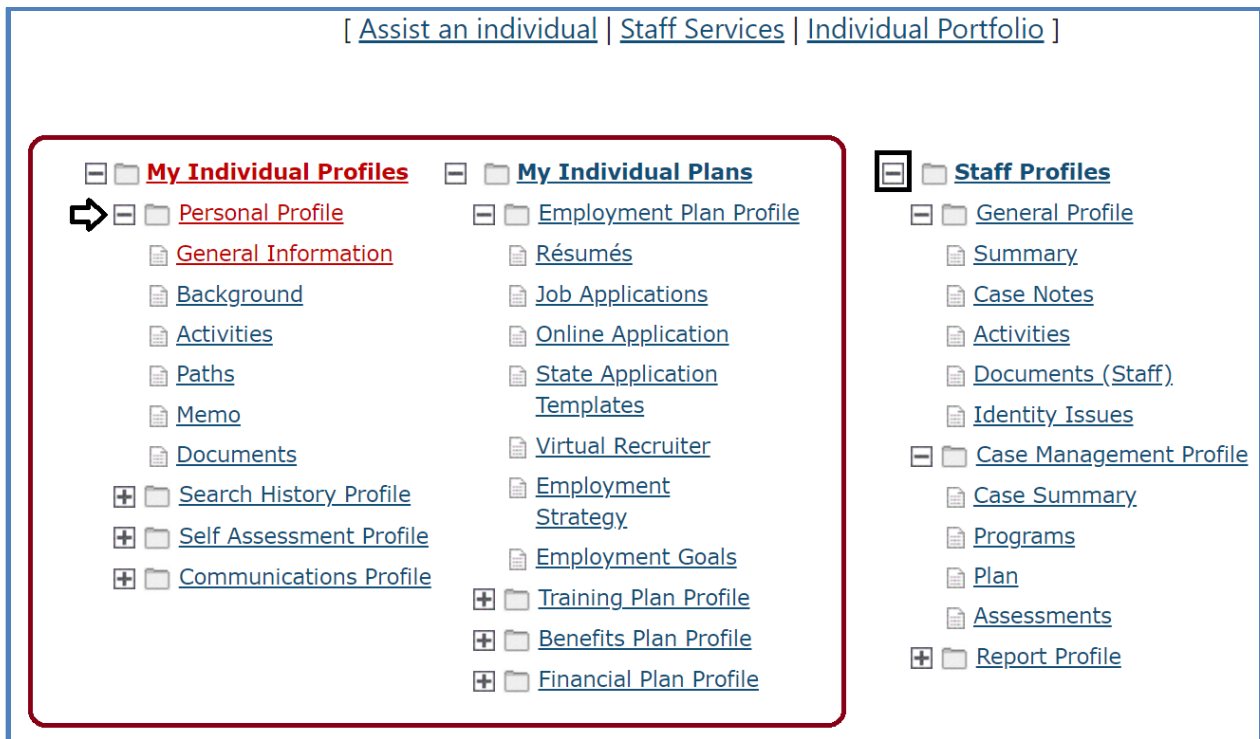 [ Assist an individual | Staff Services | Individual Portfolio ]
My Individual Profiles
Personal Profile
General Information
Background
Activities
Paths
Memo
Documents
Search History Profile
Self Assessment Profile
Communications Profile
My Individual Plans
Employment Plan Profile
Résumés
Job Applications
Online Application
State Application
Templates
Virtual Recruiter
Employment
Strategy
Employment Goals
Training Plan Profile
Benefits Plan Profile
Financial Plan Profile
Staff Profiles
General Profile
Summary
Case Notes
Activities
Documents (Staff)
Identity Issues
Case Management Profile
Case Summary
Programs
Plan
Assessments
Report Profile